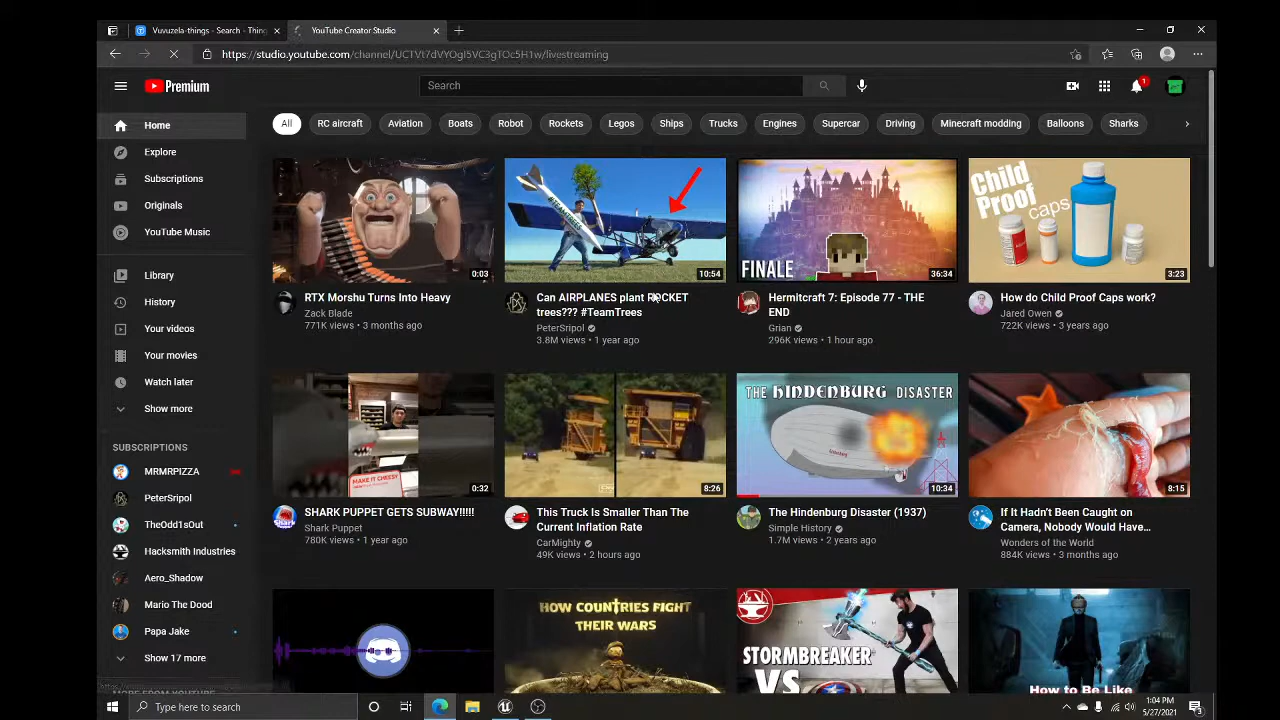 Vuvuzela-things - Search - Thing
YouTube Creator Studio
https://studio.youtube.com/channel/UCTVt7dVYOgI5VC3gTOc5H1w/livestreaming
Premium
Search
1
Home
Explore
Subscriptions
Originals
YouTube Music
Library
History
Your videos
Your movies
Watch later
Show more
SUBSCRIPTIONS
MRMRPIZZA
PeterSripol
TheOdd1sOut
Hacksmith Industries
Aero_Shadow
Mario The Dood
Papa Jake
Show 17 more
MORE FROM YOUTUBE
All
RC aircraft
Aviation
Boats
Robot
Rockets
Legos
Ships
Trucks
Engines
Supercar
Driving
Minecraft modding
Balloons
Sharks
0:03
RTX Morshu Turns Into Heavy
Zack Blade
771K views • 3 months ago
10:54
Can AIRPLANES plant ROCKET
trees??? #TeamTrees
PeterSripol
3.8M views • 1 year ago
FINALE
36:34
Hermitcraft 7: Episode 77 - THE
END
Grian
296K views • 1 hour ago
Child
Proof
caps
3:23
How do Child Proof Caps work?
Jared Owen
722K views • 3 years ago
MAKE IT CHEESY
0:32
SHARK PUPPET GETS SUBWAY!!!!!
Shark Puppet
780K views • 1 year ago
8:26
This Truck Is Smaller Than The
Current Inflation Rate
CarMighty
49K views • 2 hours ago
THE HINDENBURG DISASTER
10:34
The Hindenburg Disaster (1937)
Simple History
1.7M views • 2 years ago
8:15
If It Hadn't Been Caught on
Camera, Nobody Would Have...
Wonders of the World
884K views • 3 months ago
HOW COUNTRIES FIGHT
THEIR WARS
STORMBREAKER
VS
How to Be Like
Type here to search
1:04 PM
5/27/2021